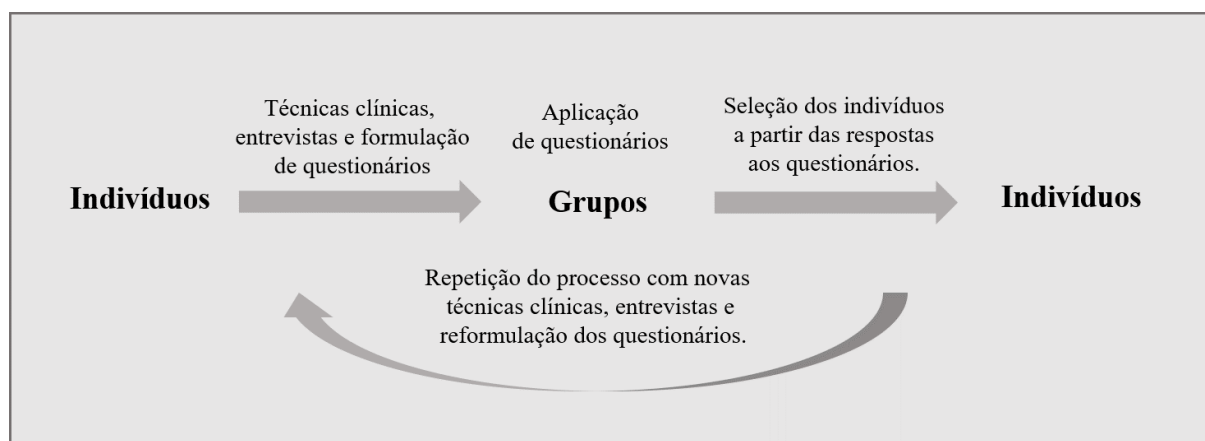 Técnicas clínicas,
entrevistas e formulação
de questionários
Aplicação
de questionários
Seleção dos indivíduos
a partir das respostas
aos questionários.
Indivíduos
Grupos
Indivíduos
Repetição do processo com novas
técnicas clínicas, entrevistas e
reformulação dos questionários.